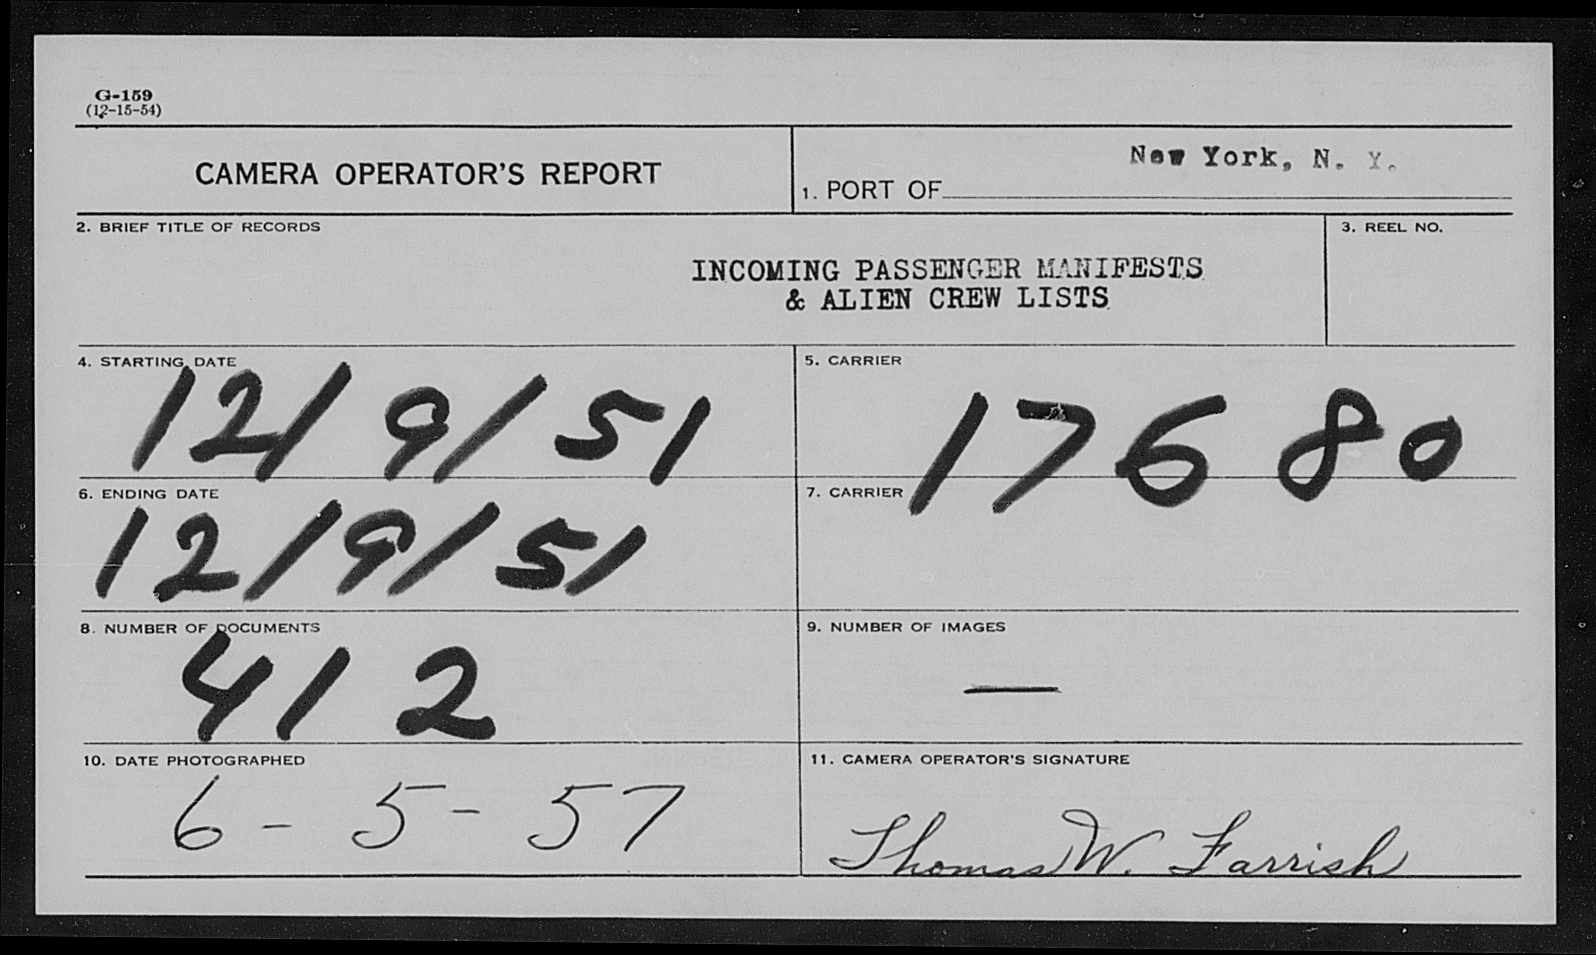 G-159
(12-15-54)
CAMERA OPERATOR'S REPORT
1. PORT OF New York, N. Y.
2. BRIEF TITLE OF RECORDS
3. REEL NO.
INCOMING PASSENGER MANIFESTS
& ALIEN CREW LISTS
4. STARTING DATE
12/9/51
5. CARRIER
17680
6. ENDING DATE
12/9/51
7. CARRIER
8. NUMBER OF DOCUMENTS
412
9. NUMBER OF IMAGES
—
10. DATE PHOTOGRAPHED
6-5-57
11. CAMERA OPERATOR'S SIGNATURE
Thomas W. Farrish